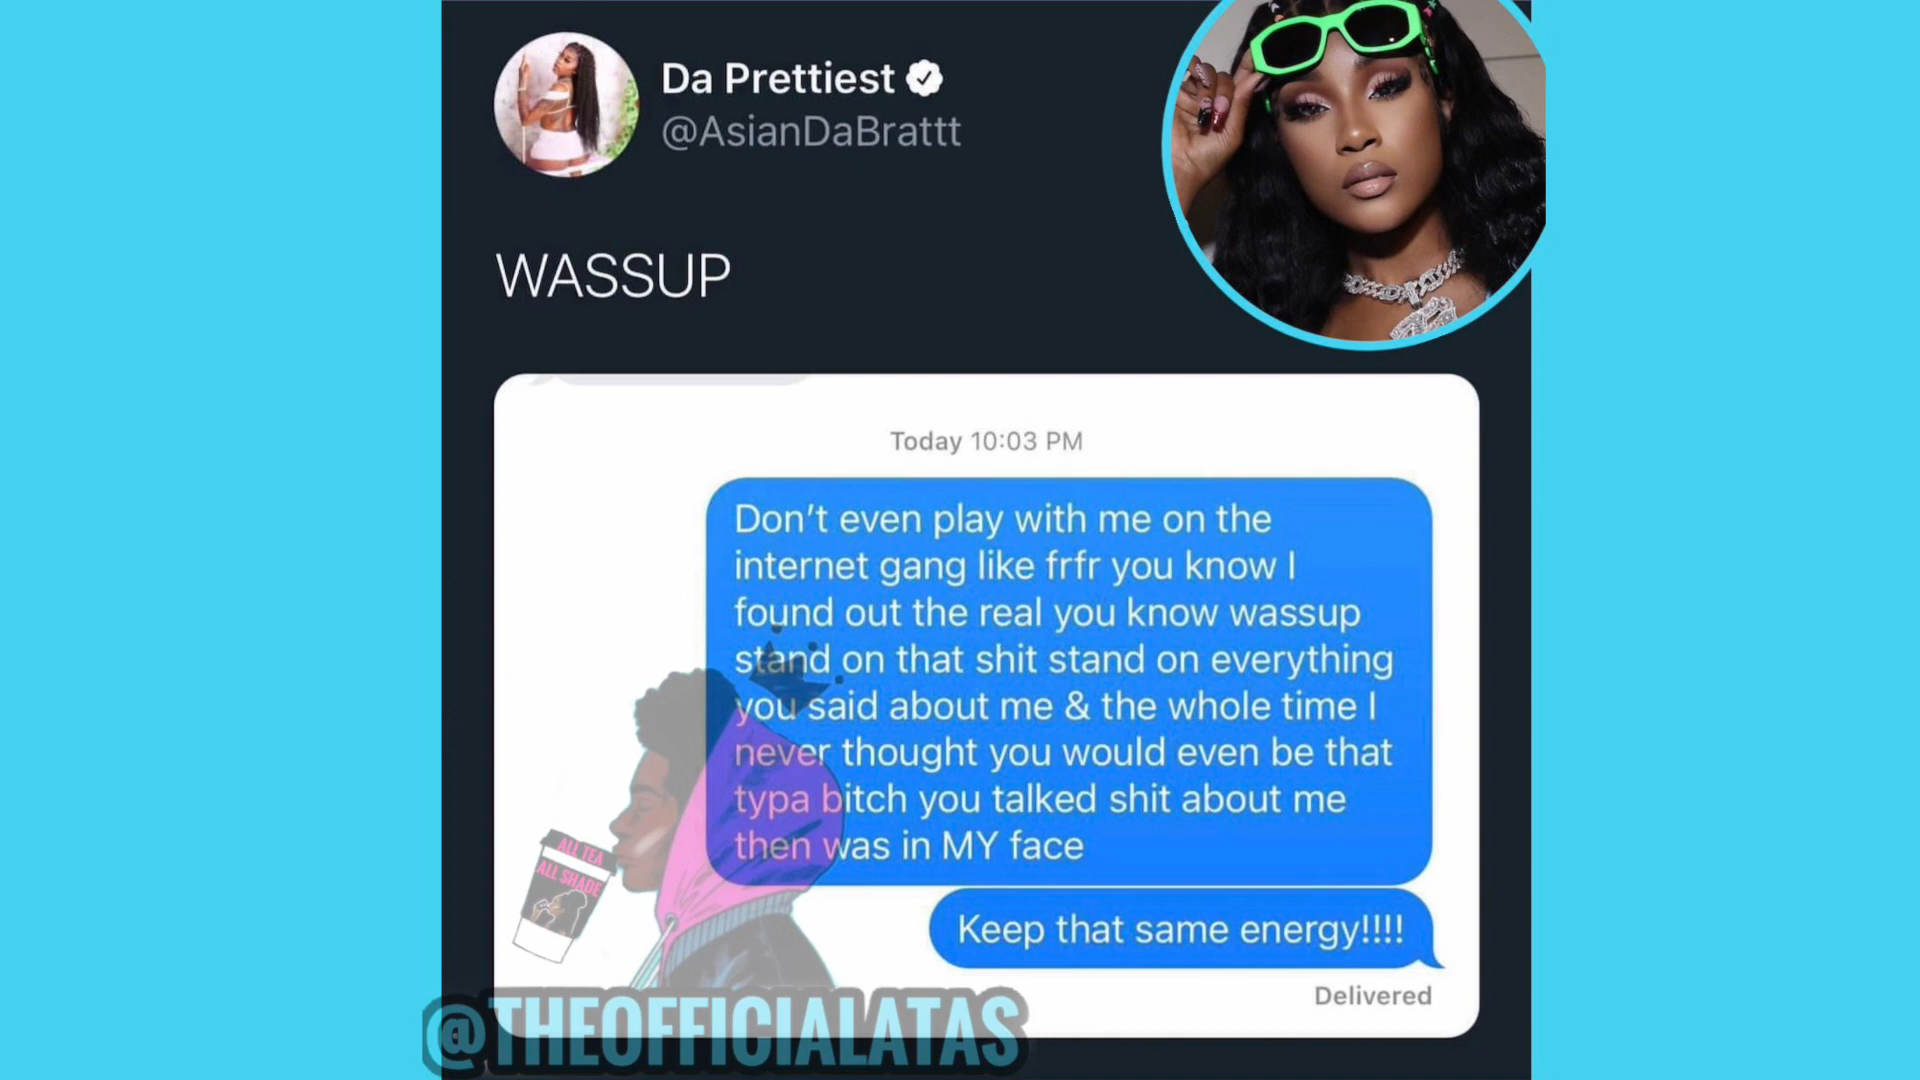 Da Prettiest
@AsianDaBrattt
WASSUP
Today 10:03 PM
Don't even play with me on the
internet gang like frfr you know I
found out the real you know wassup
stand on that shit stand on everything
you said about me & the whole time I
never thought you would even be that
typa bitch you talked shit about me
then was in MY face
Keep that same energy!!!!
Delivered
ALL TEA
ALL SHADE
@THEOFFICIALATAS